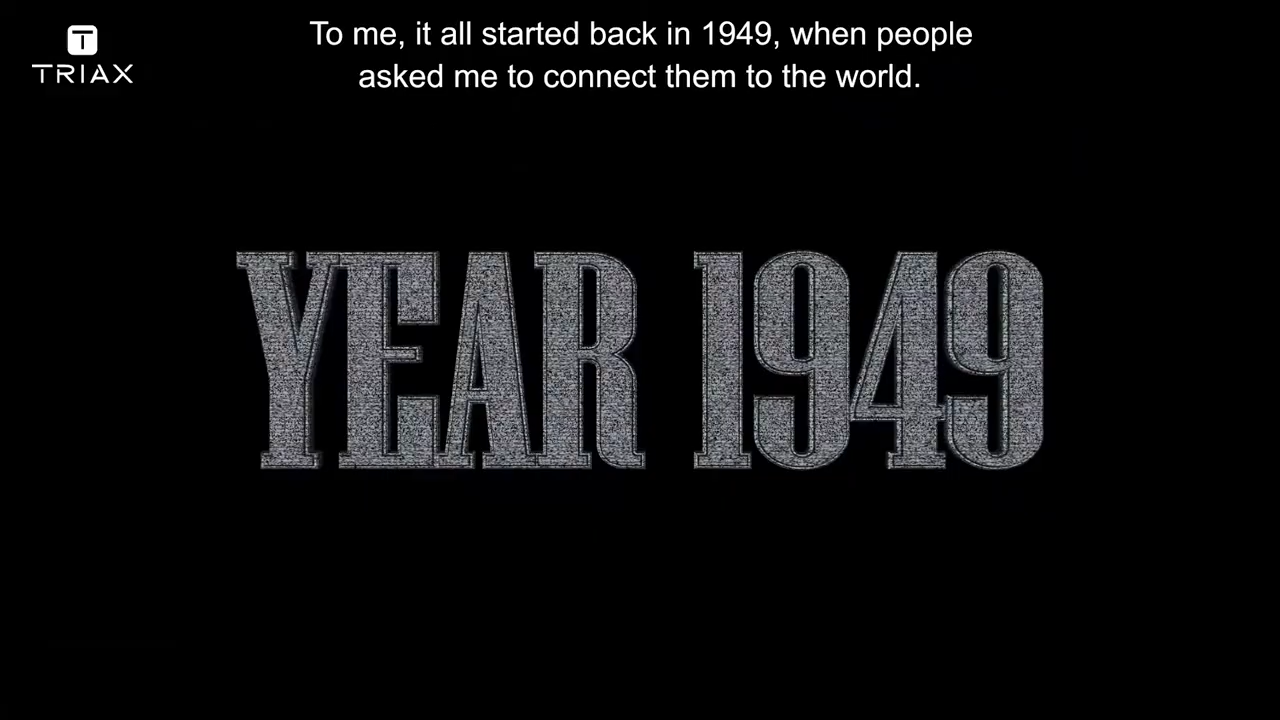 T
TRIAX
To me, it all started back in 1949, when people
asked me to connect them to the world.
YEAR 1949